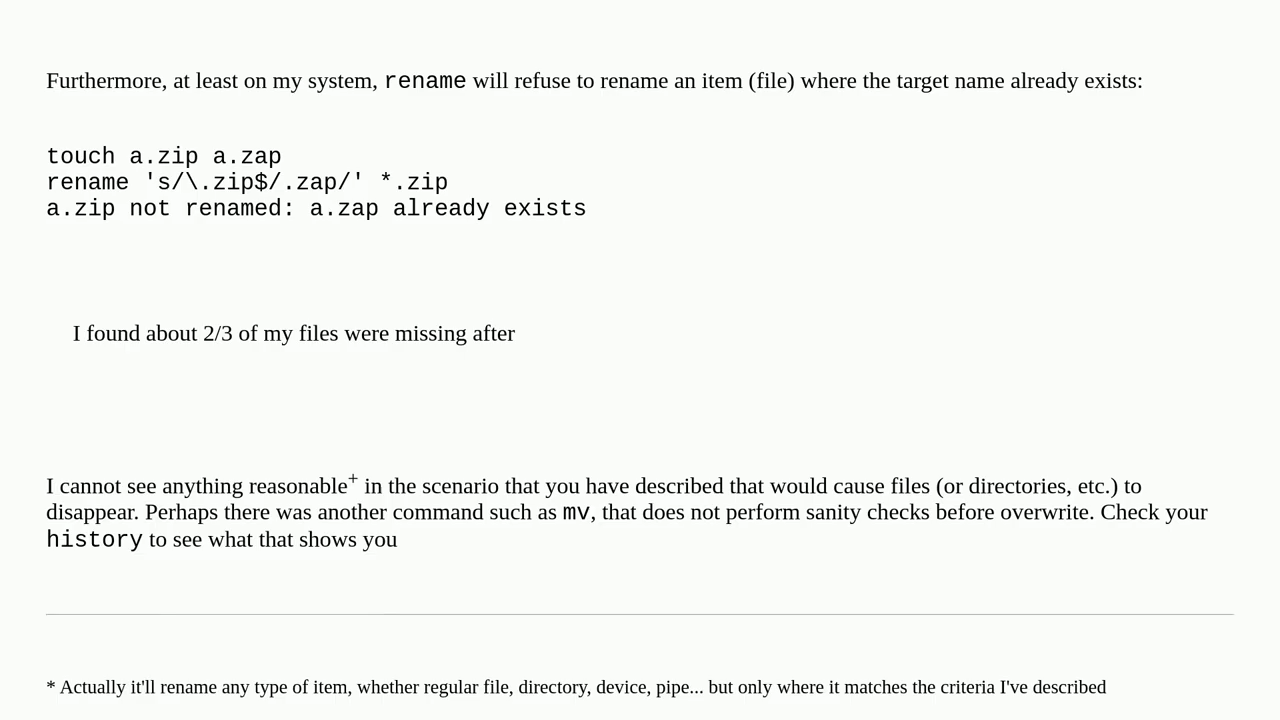 Furthermore, at least on my system, rename will refuse to rename an item (file) where the target name already exists:
touch a.zip a.zap
rename 's/\.zip$/.zap/' *.zip
a.zip not renamed: a.zap already exists
I found about 2/3 of my files were missing after
I cannot see anything reasonable+ in the scenario that you have described that would cause files (or directories, etc.) to
disappear. Perhaps there was another command such as mv, that does not perform sanity checks before overwrite. Check your
history to see what that shows you
* Actually it'll rename any type of item, whether regular file, directory, device, pipe... but only where it matches the criteria I've described